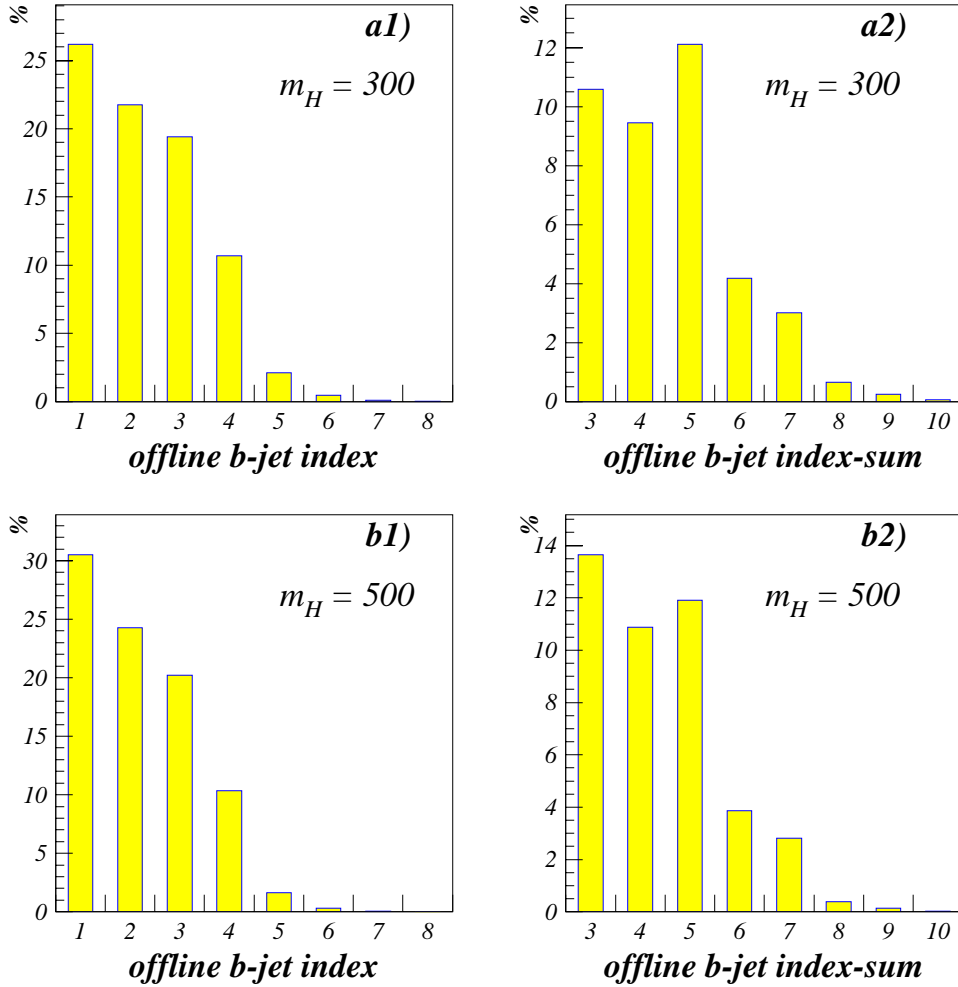 %
a1)
m_H = 300
25
20
15
10
5
0
1 2 3 4 5 6 7 8
offline b-jet index
%
a2)
m_H = 300
12
10
8
6
4
2
0
3 4 5 6 7 8 9 10
offline b-jet index-sum
%
b1)
m_H = 500
30
25
20
15
10
5
0
1 2 3 4 5 6 7 8
offline b-jet index
%
b2)
m_H = 500
14
12
10
8
6
4
2
0
3 4 5 6 7 8 9 10
offline b-jet index-sum